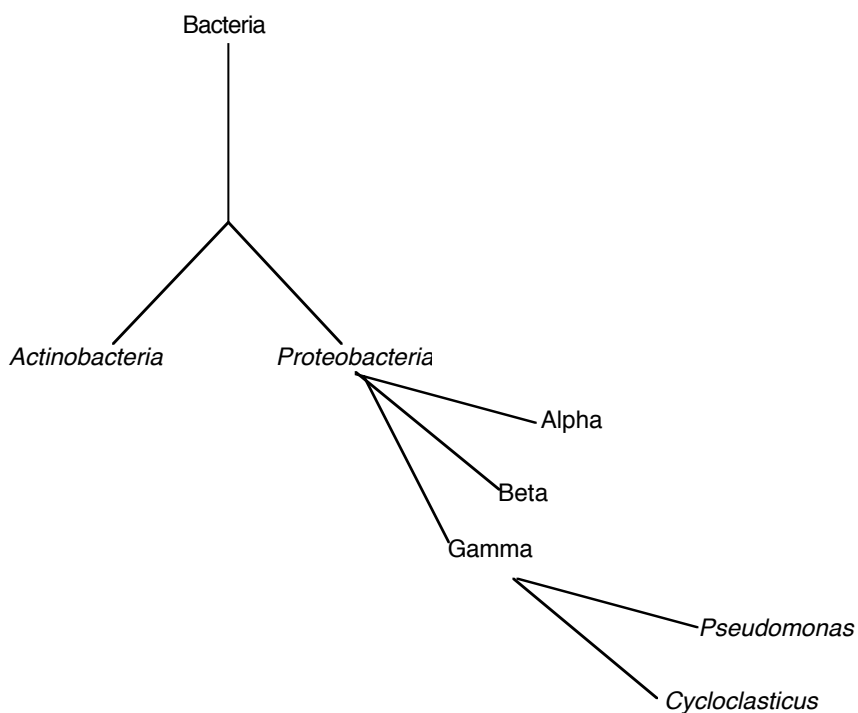 Bacteria
Actinobacteria
Proteobacteria
Alpha
Beta
Gamma
Pseudomonas
Cycloclasticus